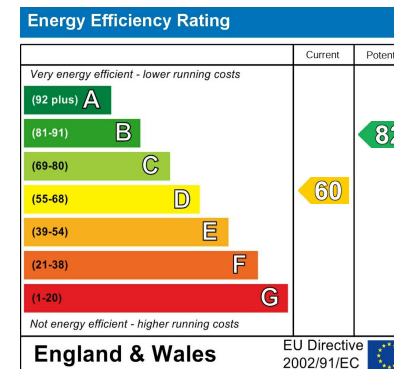 Energy Efficiency Rating
Current Potent
Very energy efficient - lower running costs
(92 plus) A
(81-91) B 82
(69-80) C
(55-68) D 60
(39-54) E
(21-38) F
(1-20) G
Not energy efficient - higher running costs
England & Wales
EU Directive
2002/91/EC